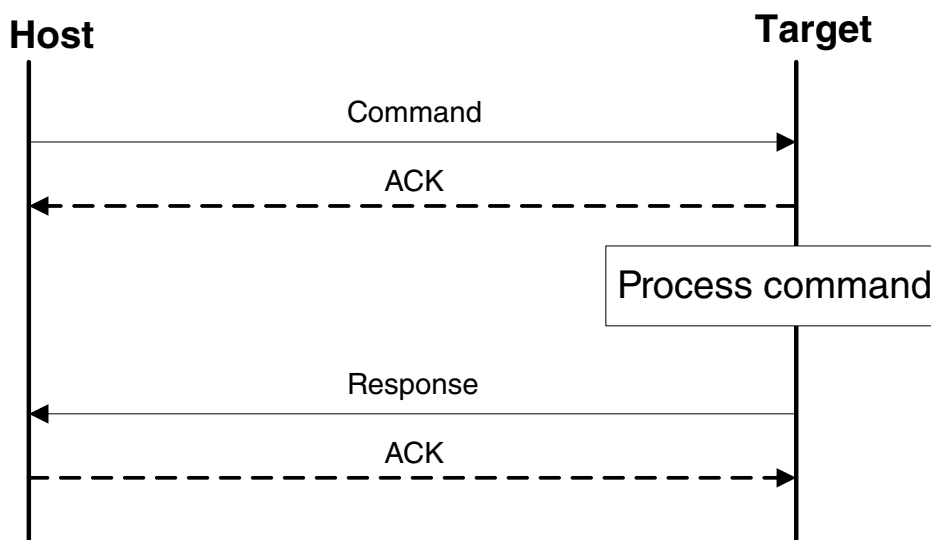 Host
Target
Command
ACK
Process command
Response
ACK